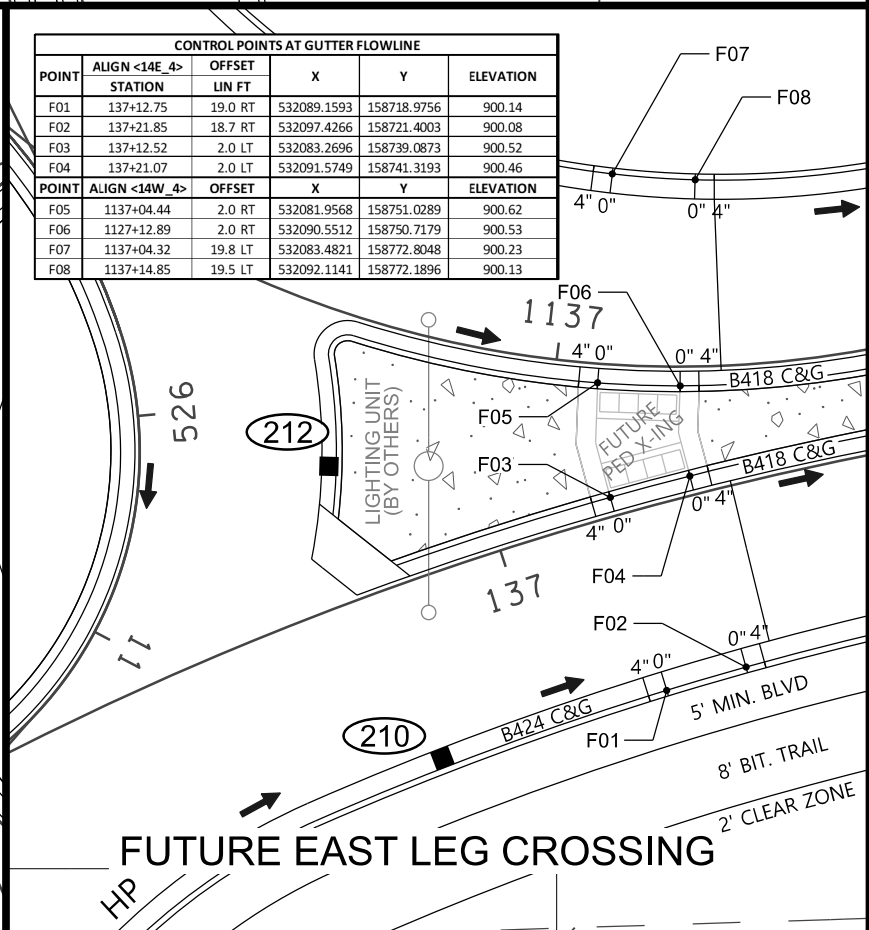 CONTROL POINTS AT GUTTER FLOWLINE
POINT ALIGN <14E_4> OFFSET X Y ELEVATION
STATION LIN FT
F01 137+12.75 19.0 RT 532089.1593 158718.9756 900.14
F02 137+21.85 18.7 RT 532097.4266 158721.4003 900.08
F03 137+12.52 2.0 LT 532083.2696 158739.0873 900.52
F04 137+21.07 2.0 LT 532091.5749 158741.3193 900.46
POINT ALIGN <14W_4> OFFSET X Y ELEVATION
F05 1137+04.44 2.0 RT 532081.9568 158751.0289 900.62
F06 1127+12.89 2.0 RT 532090.5512 158750.7179 900.53
F07 1137+04.32 19.8 LT 532083.4821 158772.8048 900.23
F08 1137+14.85 19.5 LT 532092.1141 158772.1896 900.13
F07
F08
4" 0"
0" 4"
F06
1137
4" 0"
0" 4"
B418 C&G
526
212
LIGHTING UNIT
(BY OTHERS)
F05
FUTURE
PED X-ING
F03
B418 C&G
0" 4"
4" 0"
137
F04
F02
0" 4"
11
4" 0"
B424 C&G
5' MIN. BLVD
210
F01
8' BIT. TRAIL
2' CLEAR ZONE
FUTURE EAST LEG CROSSING
HP